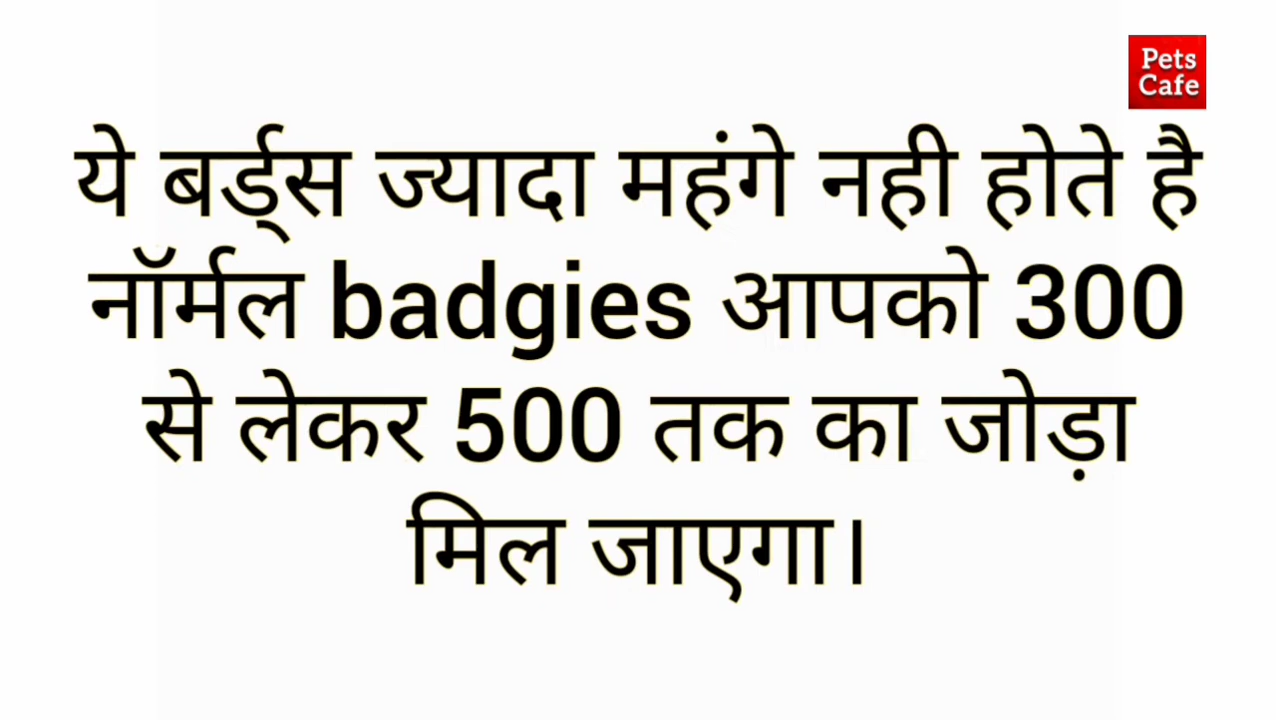 Pets
Cafe
ये बर्ड्स ज्यादा महंगे नही होते है
नॉर्मल badgies आपको 300
से लेकर 500 तक का जोड़ा
मिल जाएगा।